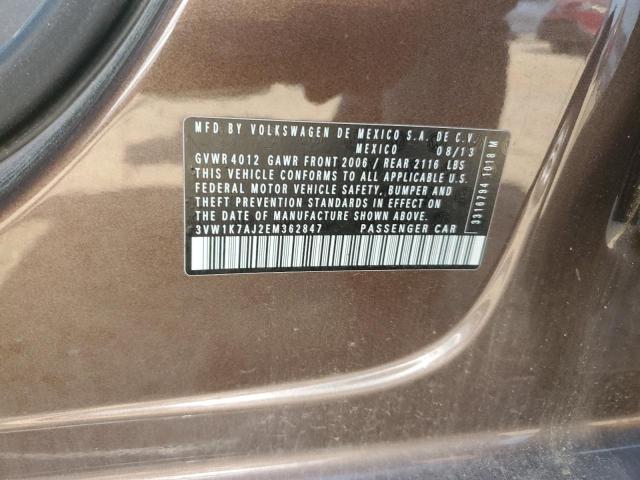 MFD BY VOLKSWAGEN DE MEXICO S.A. DE C.V.
MEXICO 08/13
GVWR 4012 GAWR FRONT 2006 / REAR 2116 LBS
THIS VEHICLE CONFORMS TO ALL APPLICABLE U.S.
FEDERAL MOTOR VEHICLE SAFETY, BUMPER AND
THEFT PREVENTION STANDARDS IN EFFECT ON
THE DATE OF MANUFACTURE SHOWN ABOVE.
3VW1K7AJ2EM362847 PASSENGER CAR
3316794 1018 M